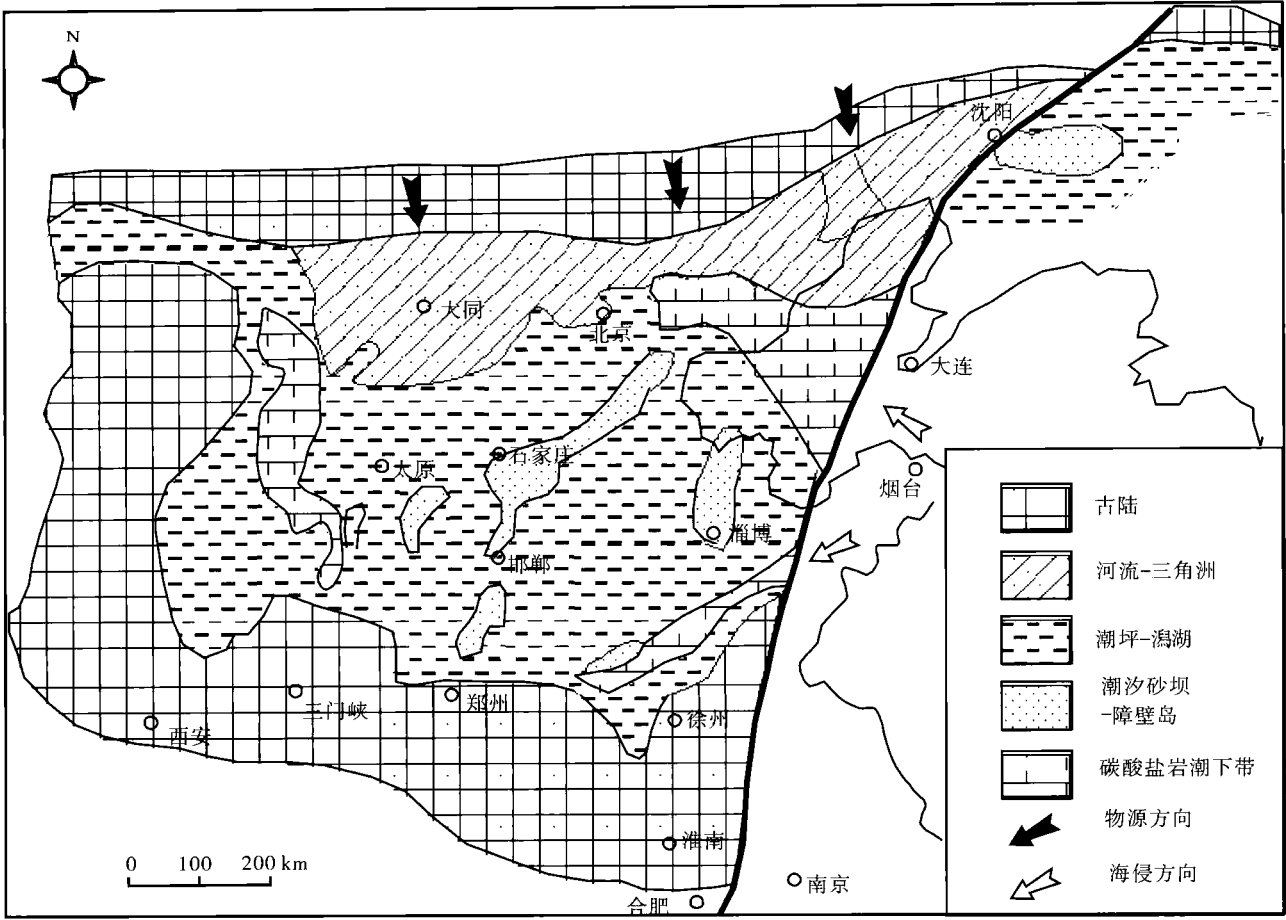 N
沈阳
大同
北京
大连
石家庄
太原
烟台
淄博
邯郸
三门峡
郑州
徐州
西安
淮南
南京
合肥
0 100 200 km
古陆
河流-三角洲
潮坪-潟湖
潮汐砂坝
-障壁岛
碳酸盐岩潮下带
物源方向
海侵方向